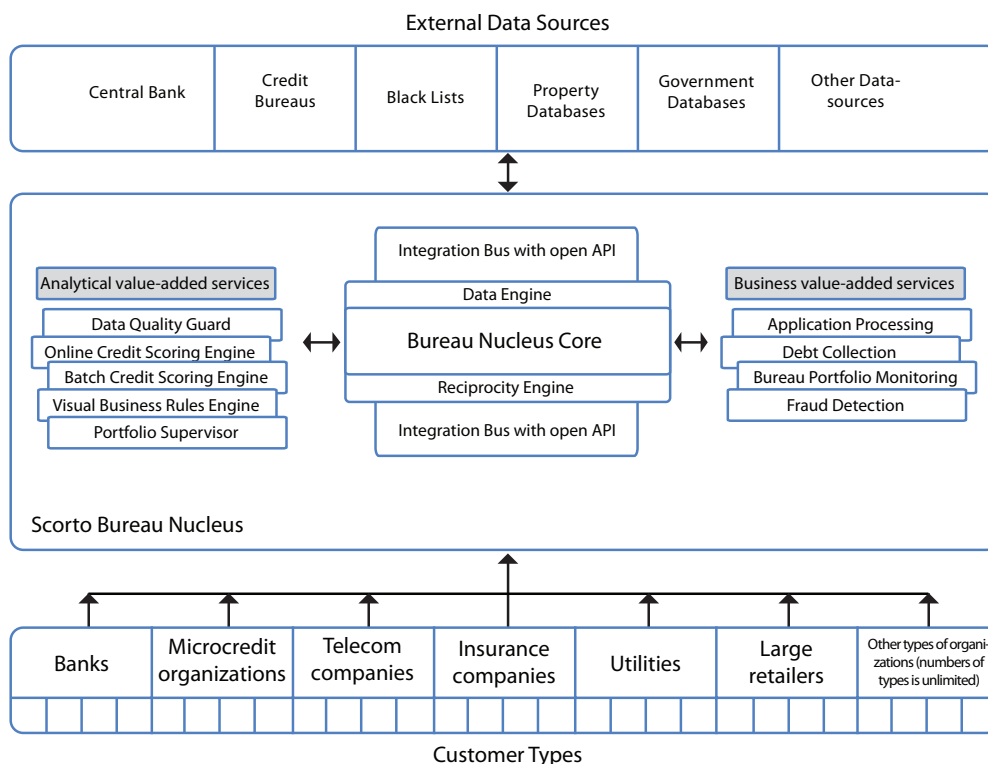 External Data Sources
Central Bank
Credit
Bureaus
Black Lists
Property
Databases
Government
Databases
Other Data-
sources
Integration Bus with open API
Analytical value-added services
Data Engine
Business value-added services
Data Quality Guard
Online Credit Scoring Engine
Batch Credit Scoring Engine
Visual Business Rules Engine
Portfolio Supervisor
Bureau Nucleus Core
Reciprocity Engine
Integration Bus with open API
Application Processing
Debt Collection
Bureau Portfolio Monitoring
Fraud Detection
Scorto Bureau Nucleus
Banks
Microcredit
organizations
Telecom
companies
Insurance
companies
Utilities
Large
retailers
Other types of organi-
zations (numbers of
types is unlimited)
Customer Types